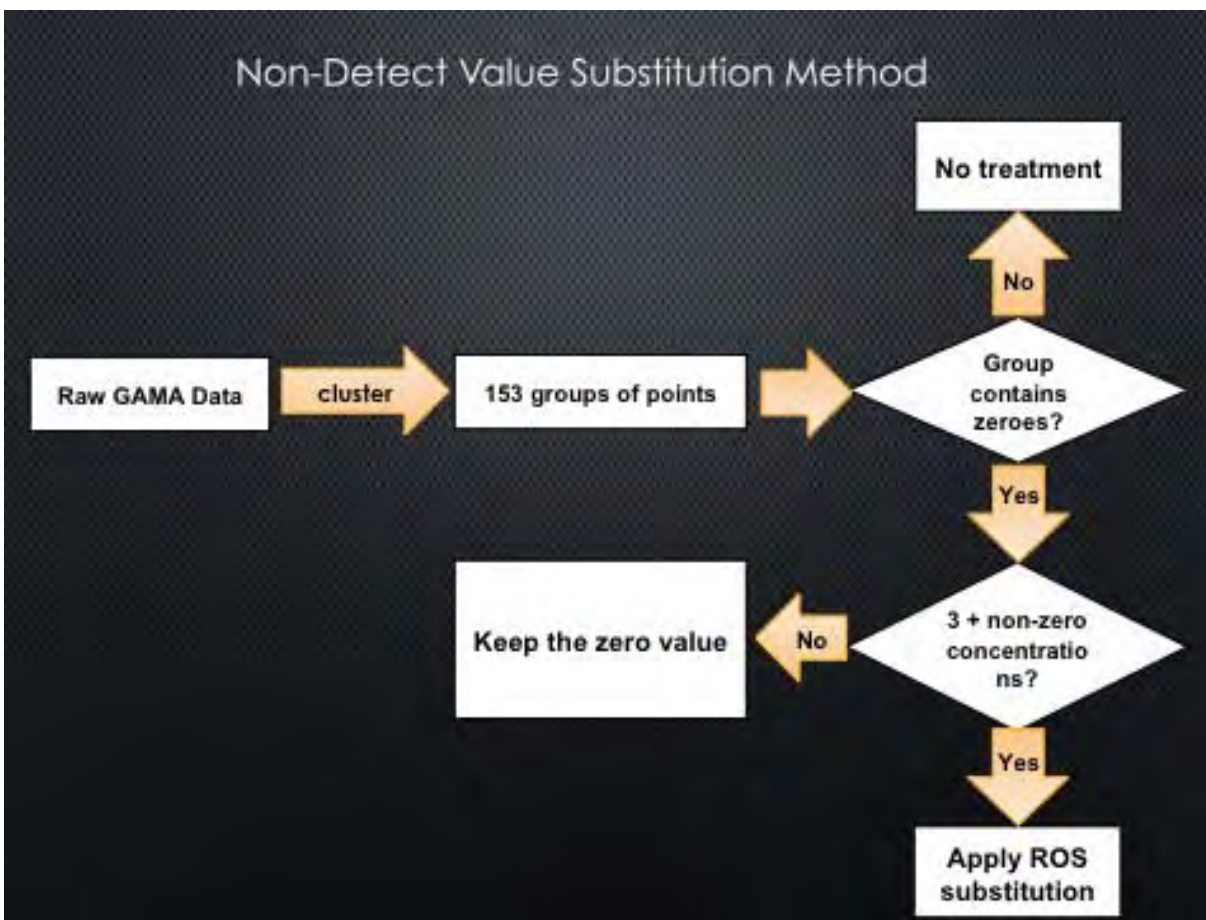 Non-Detect Value Substitution Method
No treatment
No
Raw GAMA Data
cluster
153 groups of points
Group
contains
zeroes?
Yes
Keep the zero value
No
3 + non-zero
concentratio
ns?
Yes
Apply ROS
substitution